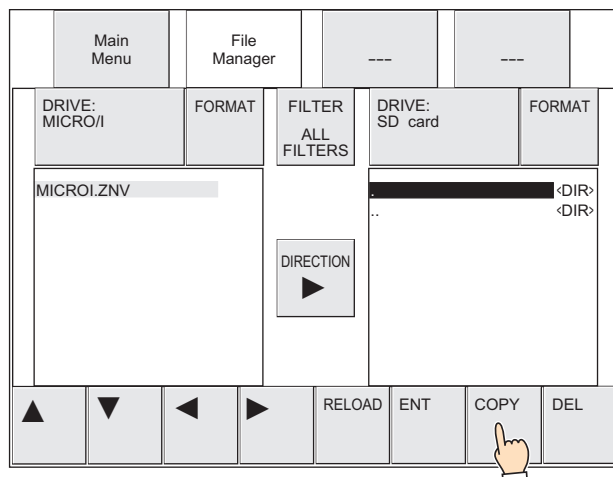 Main
Menu
File
Manager
---
---
DRIVE:
MICRO/I
FORMAT
FILTER
ALL
FILTERS
DRIVE:
SD card
FORMAT
MICROI.ZNV
. <DIR>
.. <DIR>
DIRECTION
RELOAD
ENT
COPY
DEL